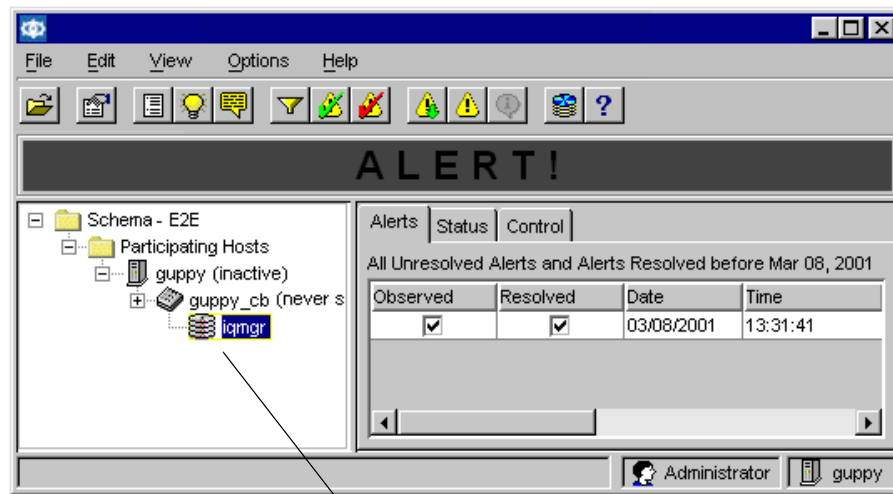 File Edit View Options Help
ALERT!
Schema - E2E
Participating Hosts
guppy (inactive)
guppy_cb (never s
iqmgr
Alerts Status Control
All Unresolved Alerts and Alerts Resolved before Mar 08, 2001
Observed Resolved Date Time
03/08/2001 13:31:41
Administrator guppy